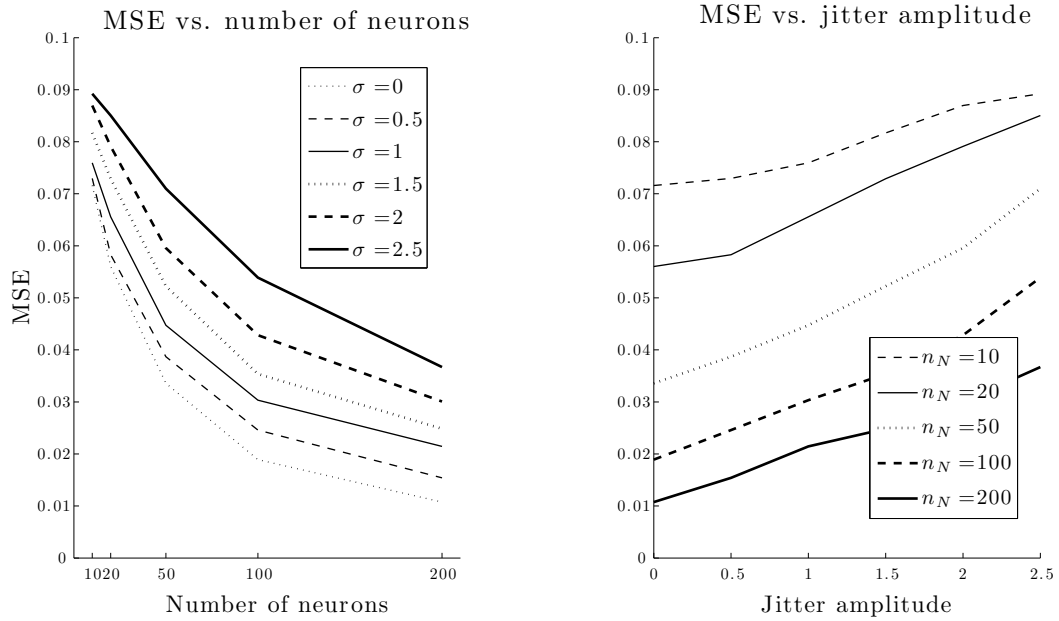 MSE vs. number of neurons
0.1
0.09
0.08
0.07
0.06
0.05
0.04
0.03
0.02
0.01
0
MSE
σ =0
σ =0.5
σ =1
σ =1.5
σ =2
σ =2.5
10 20 50 100 200
Number of neurons
MSE vs. jitter amplitude
0.1
0.09
0.08
0.07
0.06
0.05
0.04
0.03
0.02
0.01
0
n_N =10
n_N =20
n_N =50
n_N =100
n_N =200
0 0.5 1 1.5 2 2.5
Jitter amplitude